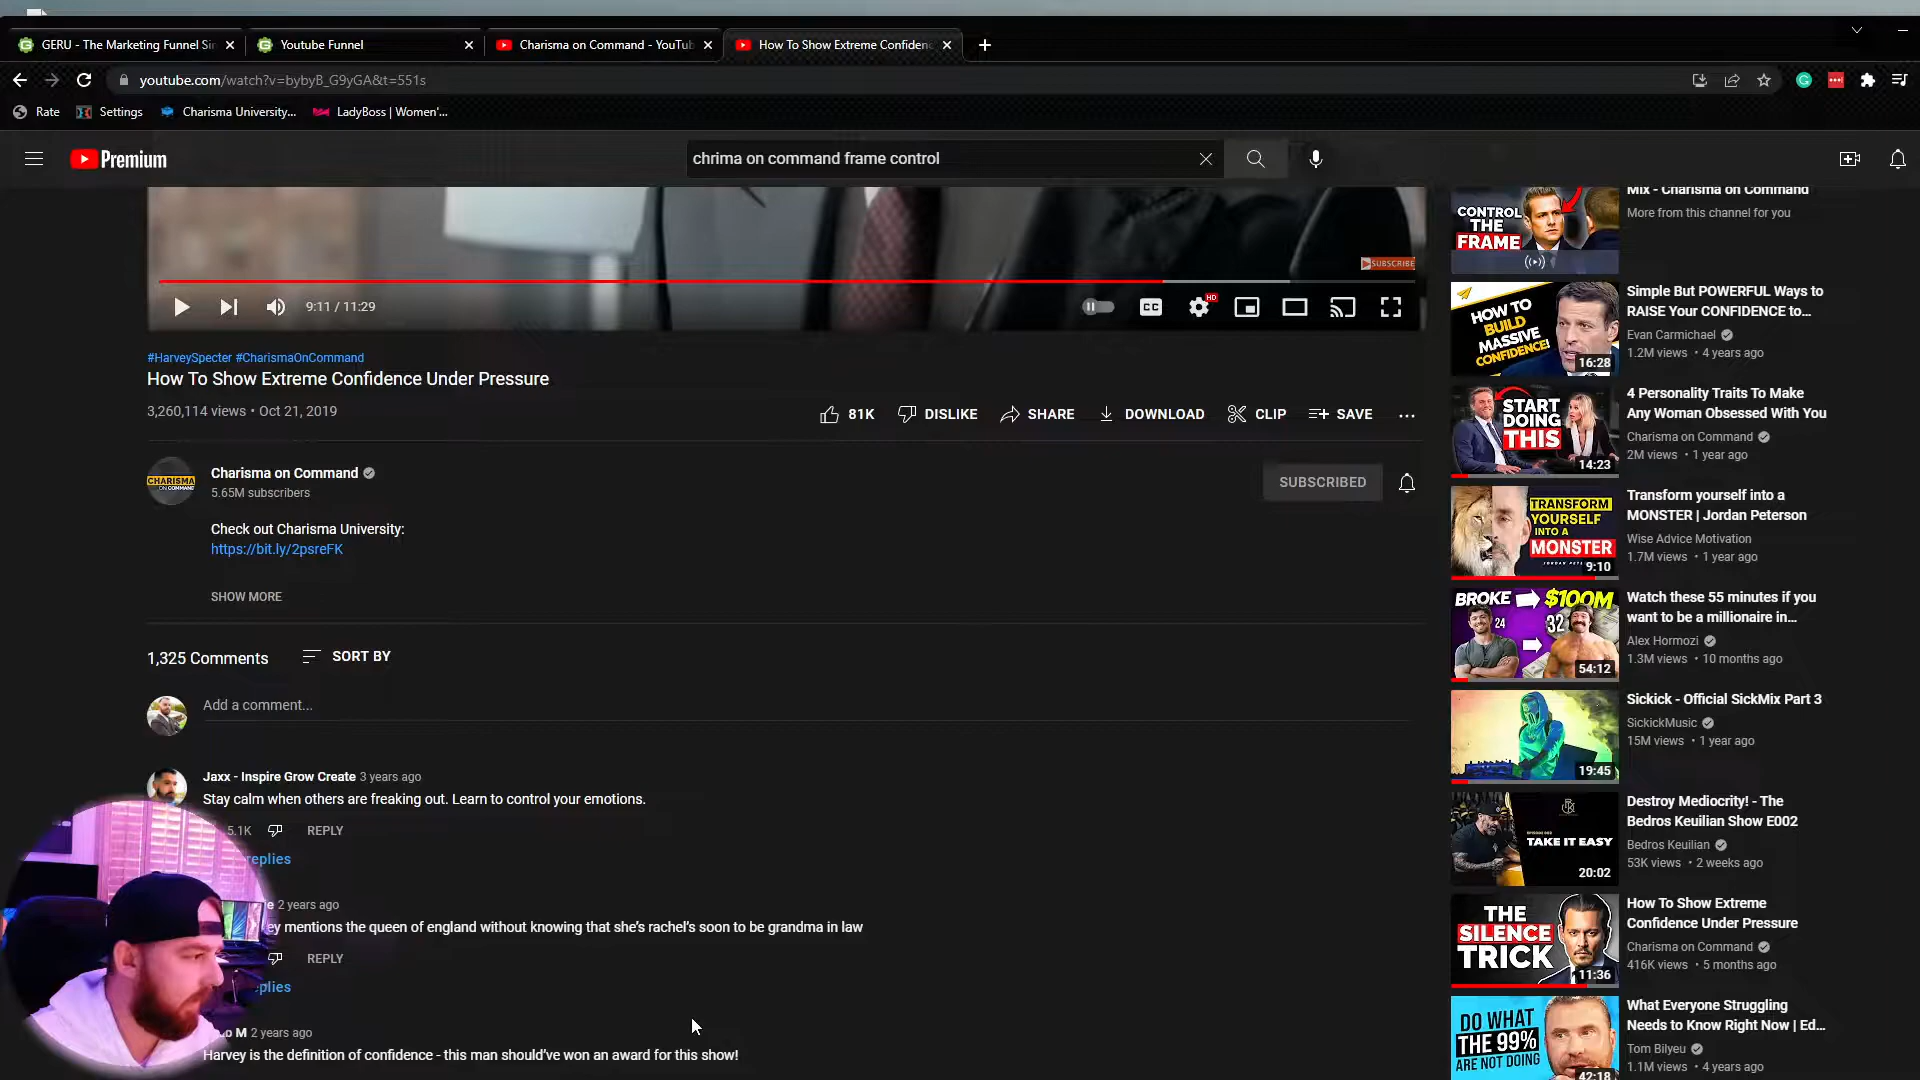 GERU - The Marketing Funnel Si
Youtube Funnel
Charisma on Command - YouTub
How To Show Extreme Confidenc
youtube.com/watch?v=bybyB_G9yGA&t=551s
Rate
Settings
Charisma University...
LadyBoss | Women'...
Premium
chrima on command frame control
SUBSCRIBE
9:11 / 11:29
CC
HD
#HarveySpecter #CharismaOnCommand
How To Show Extreme Confidence Under Pressure
3,260,114 views • Oct 21, 2019
81K
DISLIKE
SHARE
DOWNLOAD
CLIP
SAVE
CHARISMA
ON COMMAND
Charisma on Command
5.65M subscribers
SUBSCRIBED
Check out Charisma University:
https://bit.ly/2psreFK
SHOW MORE
1,325 Comments
SORT BY
Add a comment...
Jaxx - Inspire Grow Create 3 years ago
Stay calm when others are freaking out. Learn to control your emotions.
5.1K
REPLY
replies
e 2 years ago
ey mentions the queen of england without knowing that she's rachel's soon to be grandma in law
REPLY
eplies
o M 2 years ago
Harvey is the definition of confidence - this man should've won an award for this show!
CONTROL
THE
FRAME
Mix - Charisma on Command
More from this channel for you
HOW TO
BUILD
MASSIVE
CONFIDENCE!
16:28
Simple But POWERFUL Ways to
RAISE Your CONFIDENCE to...
Evan Carmichael
1.2M views • 4 years ago
START
DOING
THIS
14:23
4 Personality Traits To Make
Any Woman Obsessed With You
Charisma on Command
2M views • 1 year ago
TRANSFORM
YOURSELF
INTO A
MONSTER
9:10
Transform yourself into a
MONSTER | Jordan Peterson
Wise Advice Motivation
1.7M views • 1 year ago
BROKE
$100M
24
32
54:12
Watch these 55 minutes if you
want to be a millionaire in...
Alex Hormozi
1.3M views • 10 months ago
19:45
Sickick - Official SickMix Part 3
SickickMusic
15M views • 1 year ago
TAKE IT EASY
20:02
Destroy Mediocrity! - The
Bedros Keuilian Show E002
Bedros Keuilian
53K views • 2 weeks ago
THE
SILENCE
TRICK
11:36
How To Show Extreme
Confidence Under Pressure
Charisma on Command
416K views • 5 months ago
DO WHAT
THE 99%
ARE NOT DOING
42:18
What Everyone Struggling
Needs to Know Right Now | Ed...
Tom Bilyeu
1.1M views • 4 years ago